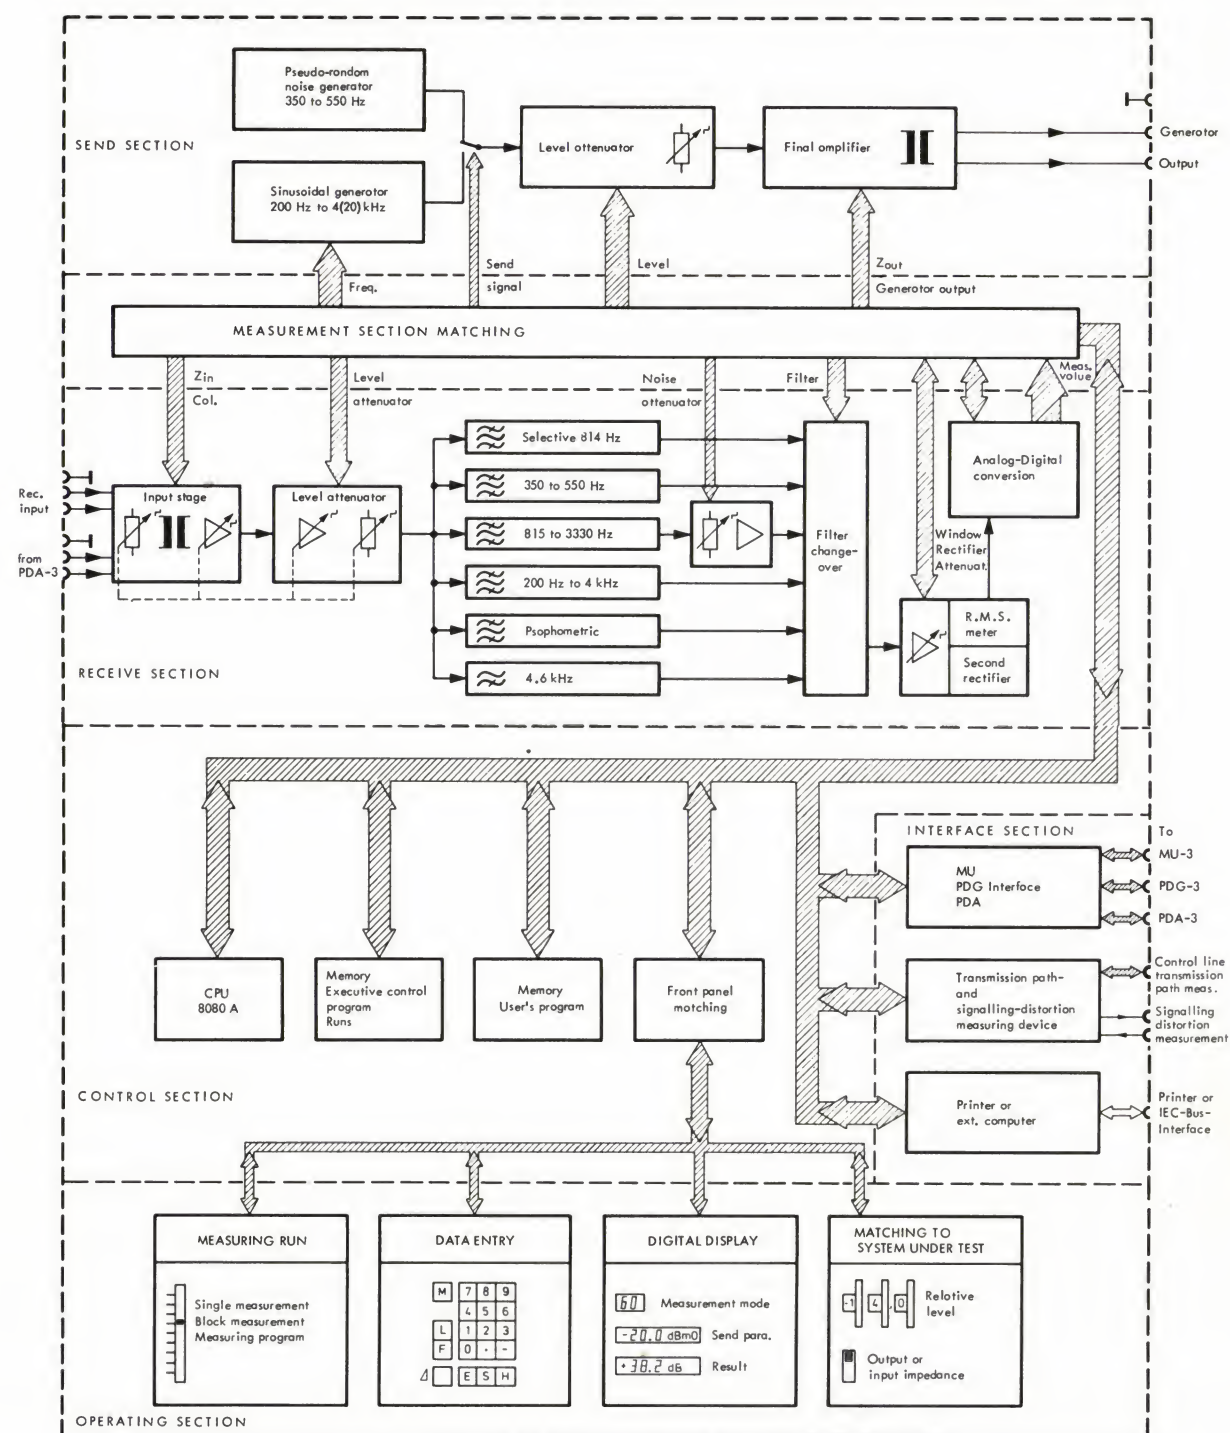 SEND SECTION
Pseudo-random
noise generator
350 to 550 Hz
Sinusoidal generator
200 Hz to 4(20) kHz
Level attenuator
Final amplifier
Generator
Output
Freq.
Send
signal
Level
Zout
Generator output
MEASUREMENT SECTION MATCHING
Zin
Col.
Level
attenuator
Noise
attenuator
Filter
Meas.
value
Rec.
input
from
PDA-3
Input stage
Level attenuator
Selective 814 Hz
350 to 550 Hz
815 to 3330 Hz
200 Hz to 4 kHz
Psophometric
4.6 kHz
Filter
change-
over
Analog-Digital
conversion
Window
Rectifier
Attenuat.
R.M.S.
meter
Second
rectifier
RECEIVE SECTION
INTERFACE SECTION
To
MU-3
PDG-3
PDA-3
MU
PDG Interface
PDA
CPU
8080 A
Memory
Executive control
program
Runs
Memory
User's program
Front panel
matching
Transmission path-
and
signalling-distortion
measuring device
Control line
transmission
path meas.
Signalling
distortion
measurement
Printer or
ext. computer
Printer or
IEC-Bus-
Interface
CONTROL SECTION
MEASURING RUN
Single measurement
Block measurement
Measuring program
DATA ENTRY
M 7 8 9
4 5 6
L 1 2 3
F 0 . -
Δ E S H
DIGITAL DISPLAY
60 Measurement mode
-20.0 dBm0 Send para.
+38.2 dB Result
MATCHING TO
SYSTEM UNDER TEST
-1 4 .0 Relative
level
Output or
input impedance
OPERATING SECTION